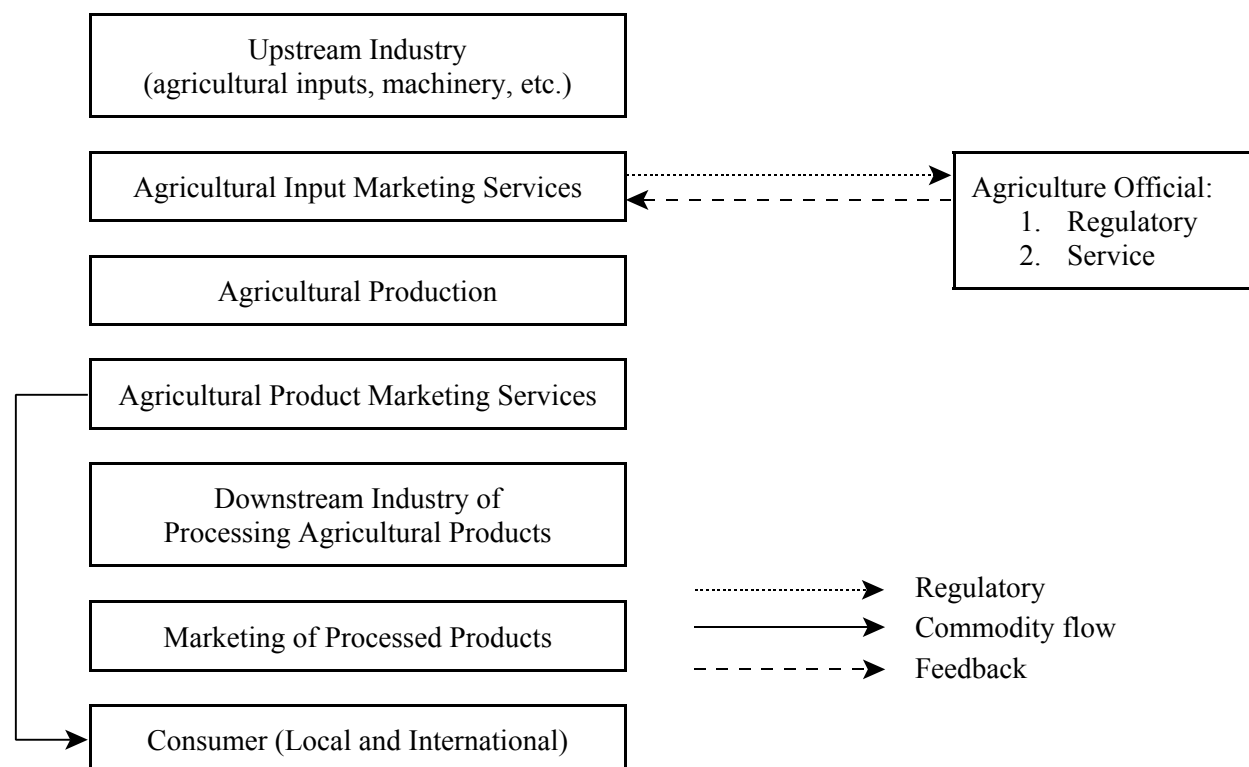 Upstream Industry
(agricultural inputs, machinery, etc.)
Agricultural Input Marketing Services
Agriculture Official:
1. Regulatory
2. Service
Agricultural Production
Agricultural Product Marketing Services
Downstream Industry of
Processing Agricultural Products
Marketing of Processed Products
Consumer (Local and International)
Regulatory
Commodity flow
Feedback